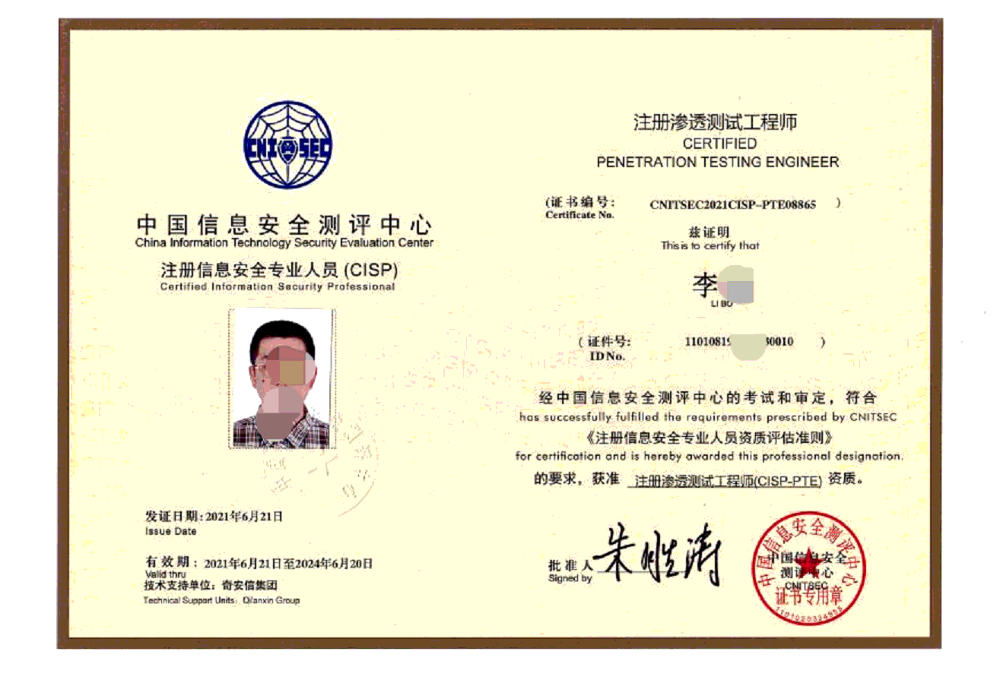 CNITSEC
中国信息安全测评中心
China Information Technology Security Evaluation Center
注册信息安全专业人员 (CISP)
Certified Information Security Professional
发证日期：2021年6月21日
Issue Date
有效期：2021年6月21日至2024年6月20日
Valid thru
技术支持单位：奇安信集团
Technical Support Units: Qianxin Group
注册渗透测试工程师
CERTIFIED
PENETRATION TESTING ENGINEER
(证书编号: CNITSEC2021CISP-PTE08865 )
Certificate No.
兹证明
This is to certify that
李
LI BO
(证件号: 1101081980010 )
ID No.
经中国信息安全测评中心的考试和审定，符合
has successfully fulfilled the requirements prescribed by CNITSEC
《注册信息安全专业人员资质评估准则》
for certification and is hereby awarded this professional designation.
的要求，获准 注册渗透测试工程师(CISP-PTE) 资质。
批准人 朱胜涛
Signed by
中国信息安全测评中心
中国信息安全
测评中心
CNITSEC
证书专用章